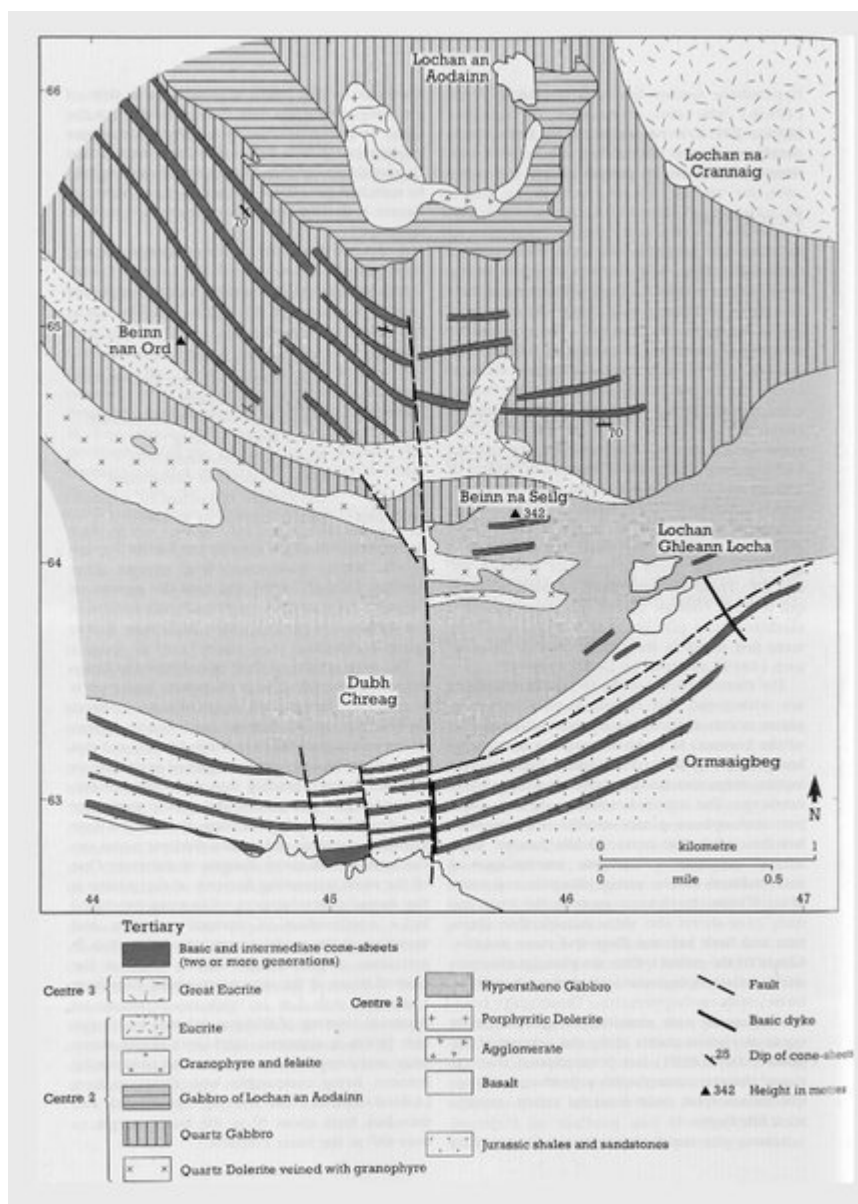 Lochan an
Aodainn
66
Lochan na
Crannaig
70
65
Beinn
nan Ord
70
Beinn na Seilg
342
Lochan
Ghleann Locha
64
Dubh
Chreag
Ormsaigbeg
63
N
0 kilometre 1
0 mile 0.5
44 45 46 47
Tertiary
Basic and intermediate cone-sheets
(two or more generations)
Centre 3
Great Eucrite
Centre 2
Eucrite
Granophyre and felsite
Gabbro of Lochan an Aodainn
Quartz Gabbro
Quartz Dolerite veined with granophyre
Centre 2
Hypersthene Gabbro
Porphyritic Dolerite
Agglomerate
Basalt
Jurassic shales and sandstones
Fault
Basic dyke
25 Dip of cone-sheets
342 Height in metres